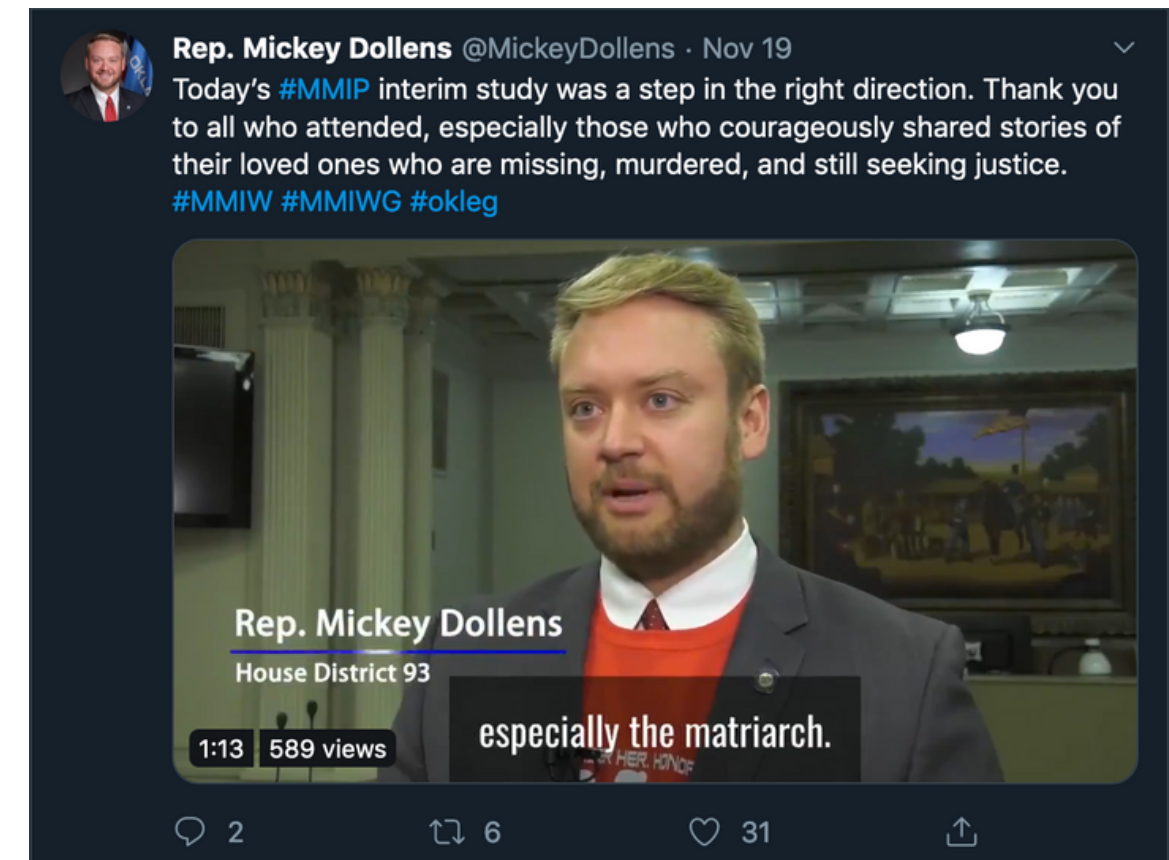 Rep. Mickey Dollens @MickeyDollens · Nov 19
Today's #MMIP interim study was a step in the right direction. Thank you
to all who attended, especially those who courageously shared stories of
their loved ones who are missing, murdered, and still seeking justice.
#MMIW #MMIWG #okleg
Rep. Mickey Dollens
House District 93
especially the matriarch.
HER. HONOR
1:13 589 views
2 6 31